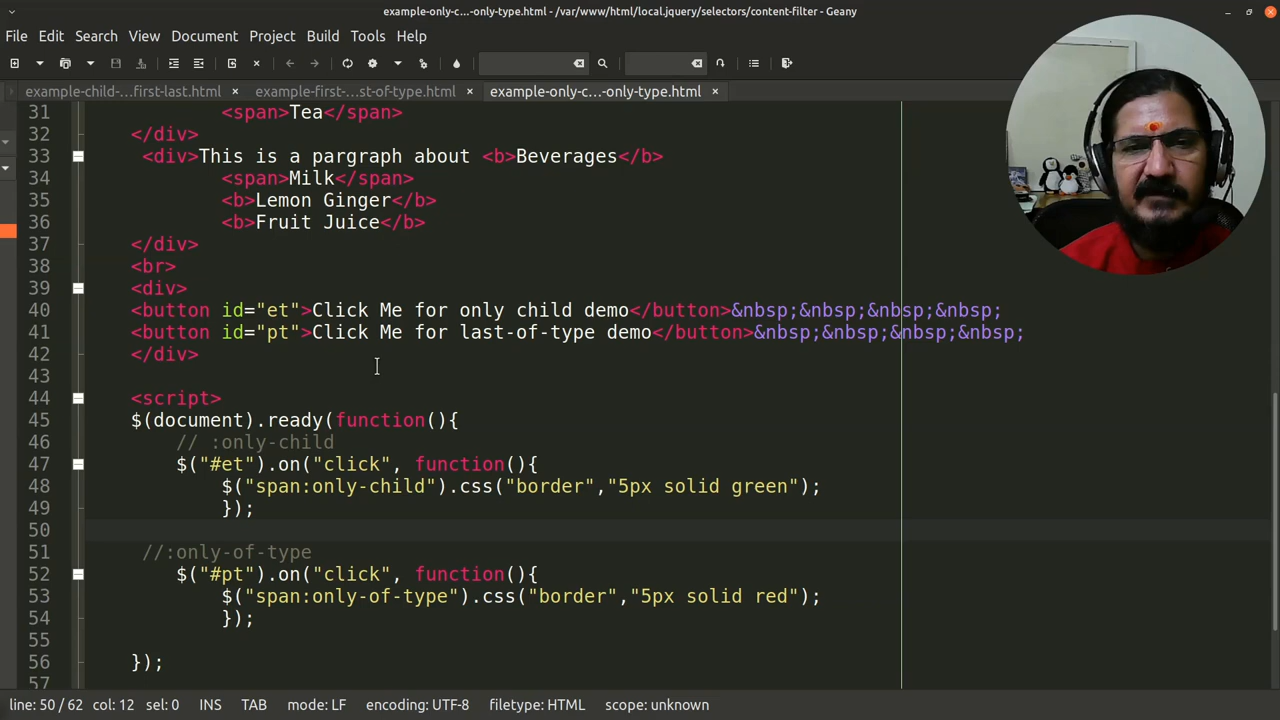 example-only-c...-only-type.html - /var/www/html/local.jquery/selectors/content-filter - Geany
File Edit Search View Document Project Build Tools Help
example-child-...first-last.html × example-first-...st-of-type.html × example-only-c...-only-type.html ×
31 <span>Tea</span>
32 </div>
33 <div>This is a pargraph about <b>Beverages</b>
34 <span>Milk</span>
35 <b>Lemon Ginger</b>
36 <b>Fruit Juice</b>
37 </div>
38 <br>
39 <div>
40 <button id="et">Click Me for only child demo</button>&nbsp;&nbsp;&nbsp;&nbsp;
41 <button id="pt">Click Me for last-of-type demo</button>&nbsp;&nbsp;&nbsp;&nbsp;
42 </div>
43
44 <script>
45 $(document).ready(function(){
46 // :only-child
47 $("#et").on("click", function(){
48 $("span:only-child").css("border","5px solid green");
49 });
50
51 //:only-of-type
52 $("#pt").on("click", function(){
53 $("span:only-of-type").css("border","5px solid red");
54 });
55
56 });
57
line: 50 / 62 col: 12 sel: 0 INS TAB mode: LF encoding: UTF-8 filetype: HTML scope: unknown